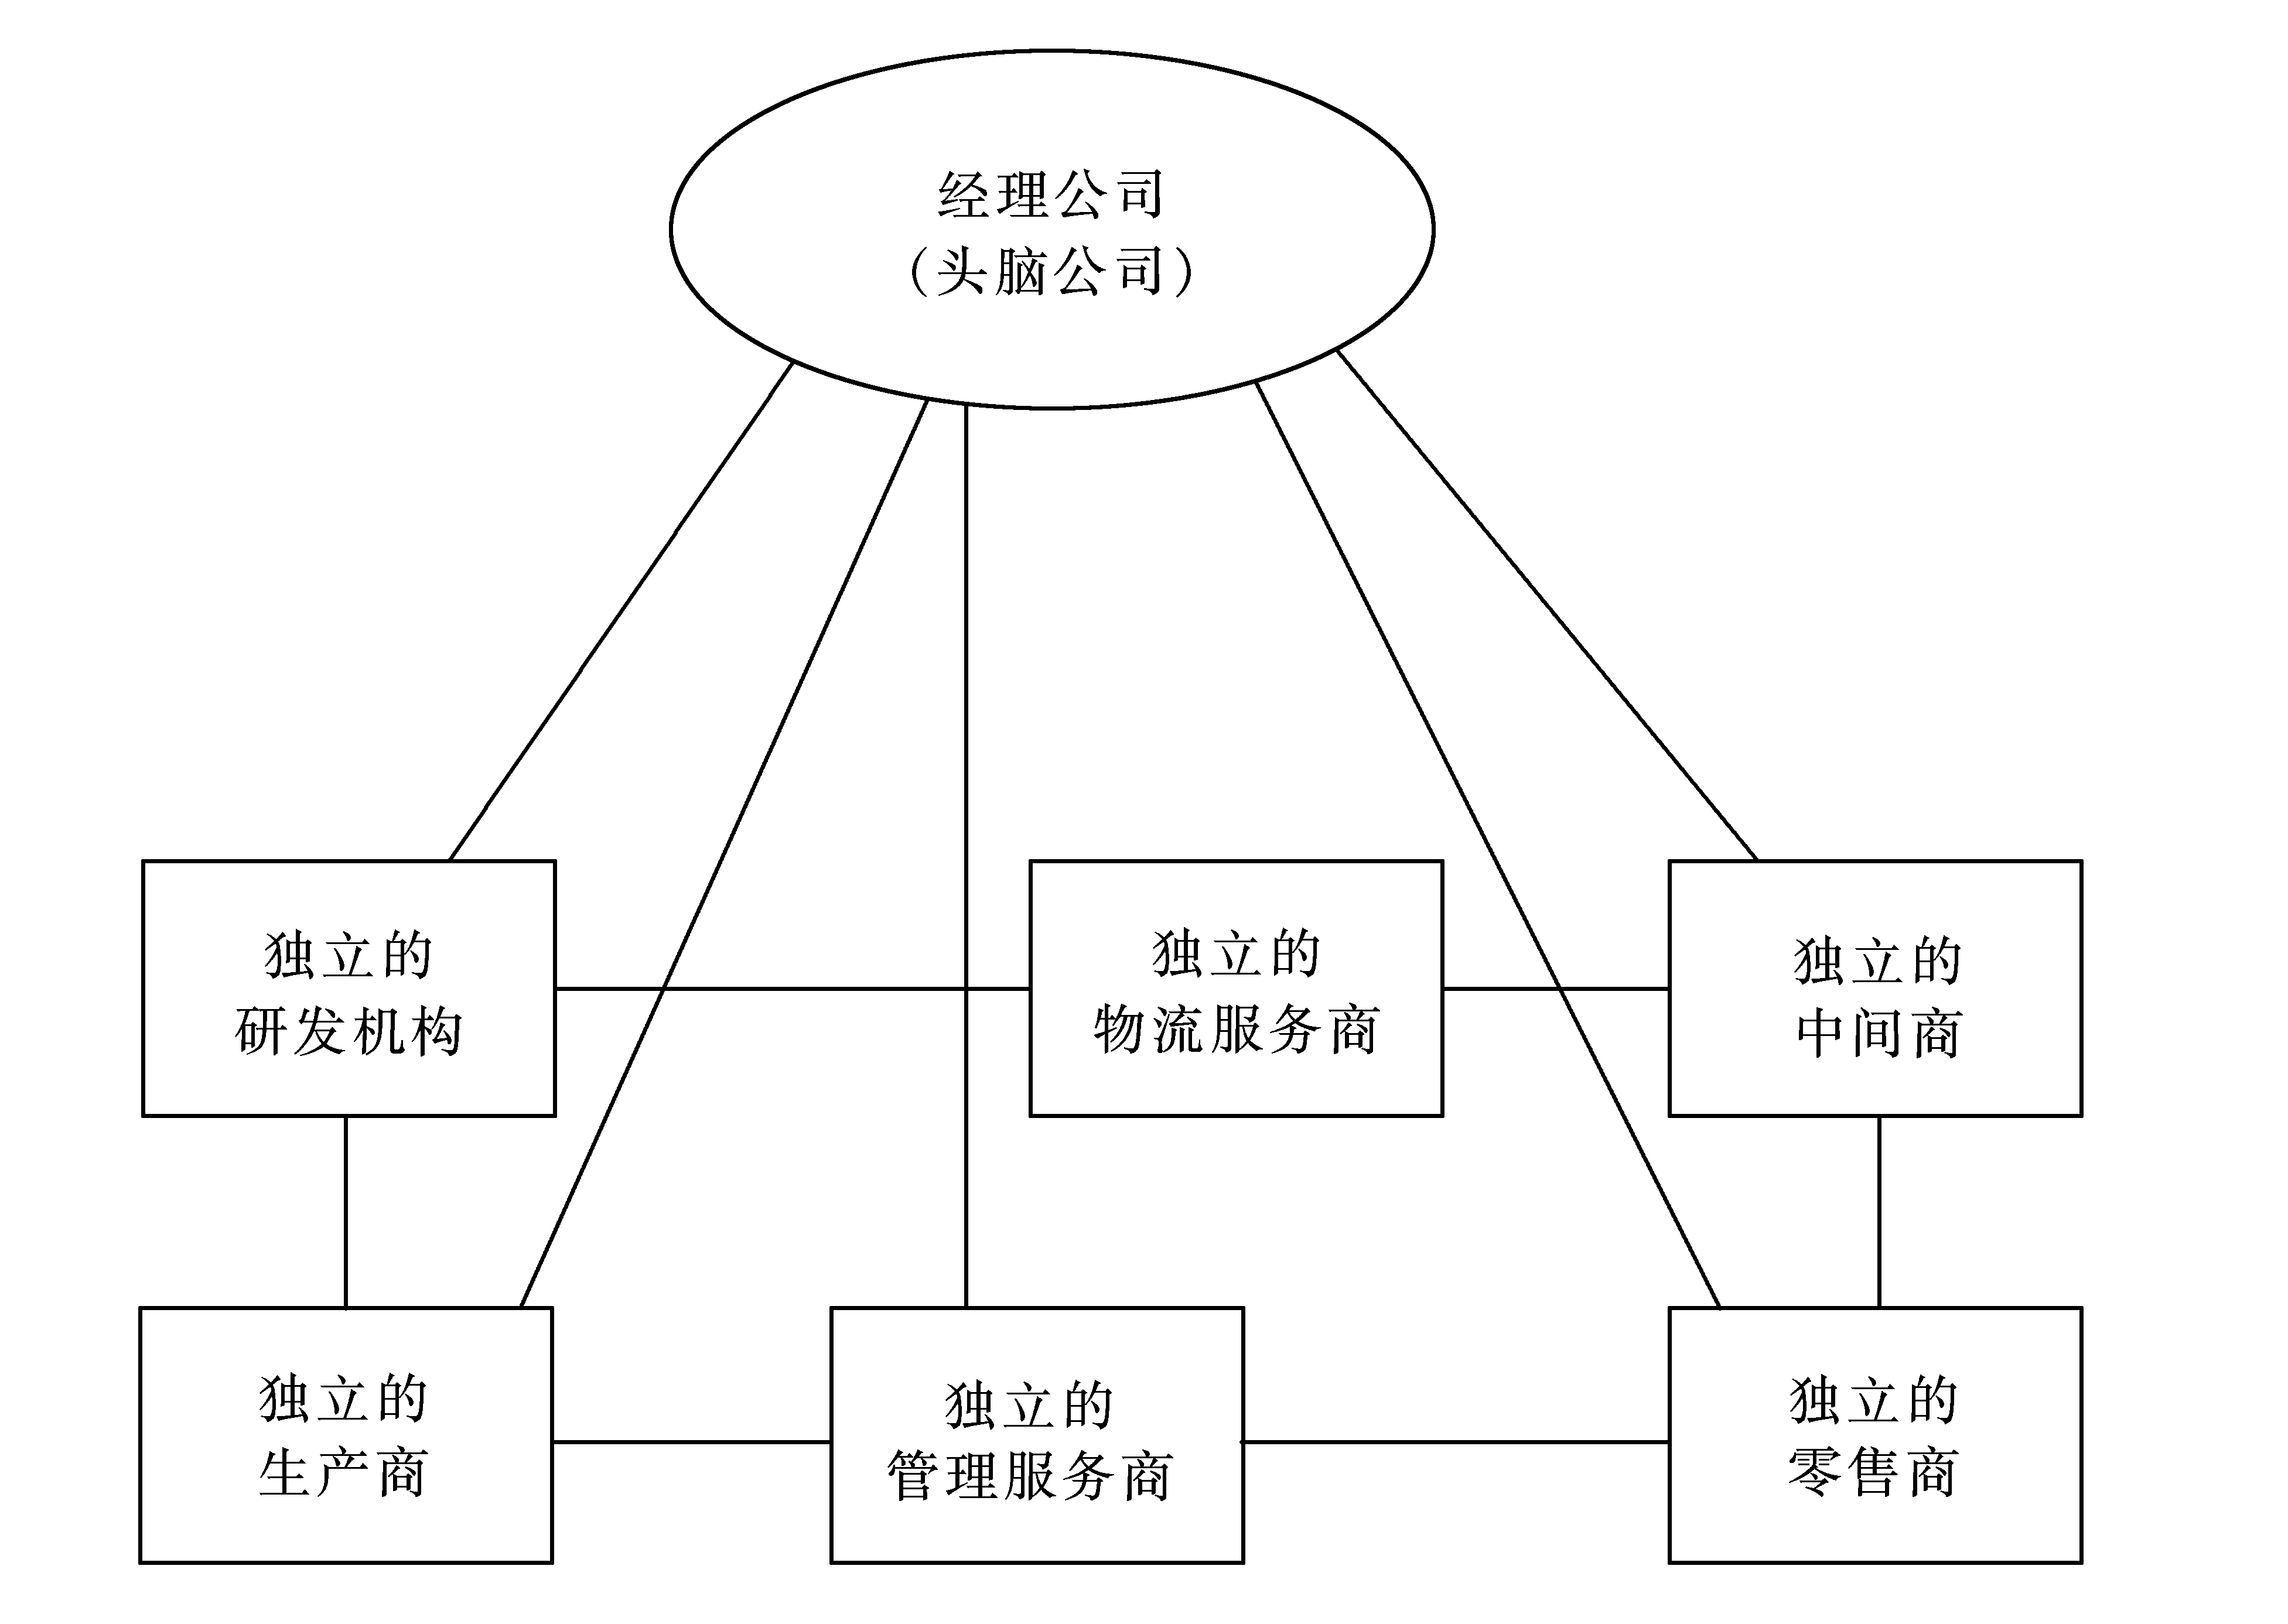 经理公司
（头脑公司）
独立的
研发机构
独立的
物流服务商
独立的
中间商
独立的
生产商
独立的
管理服务商
独立的
零售商